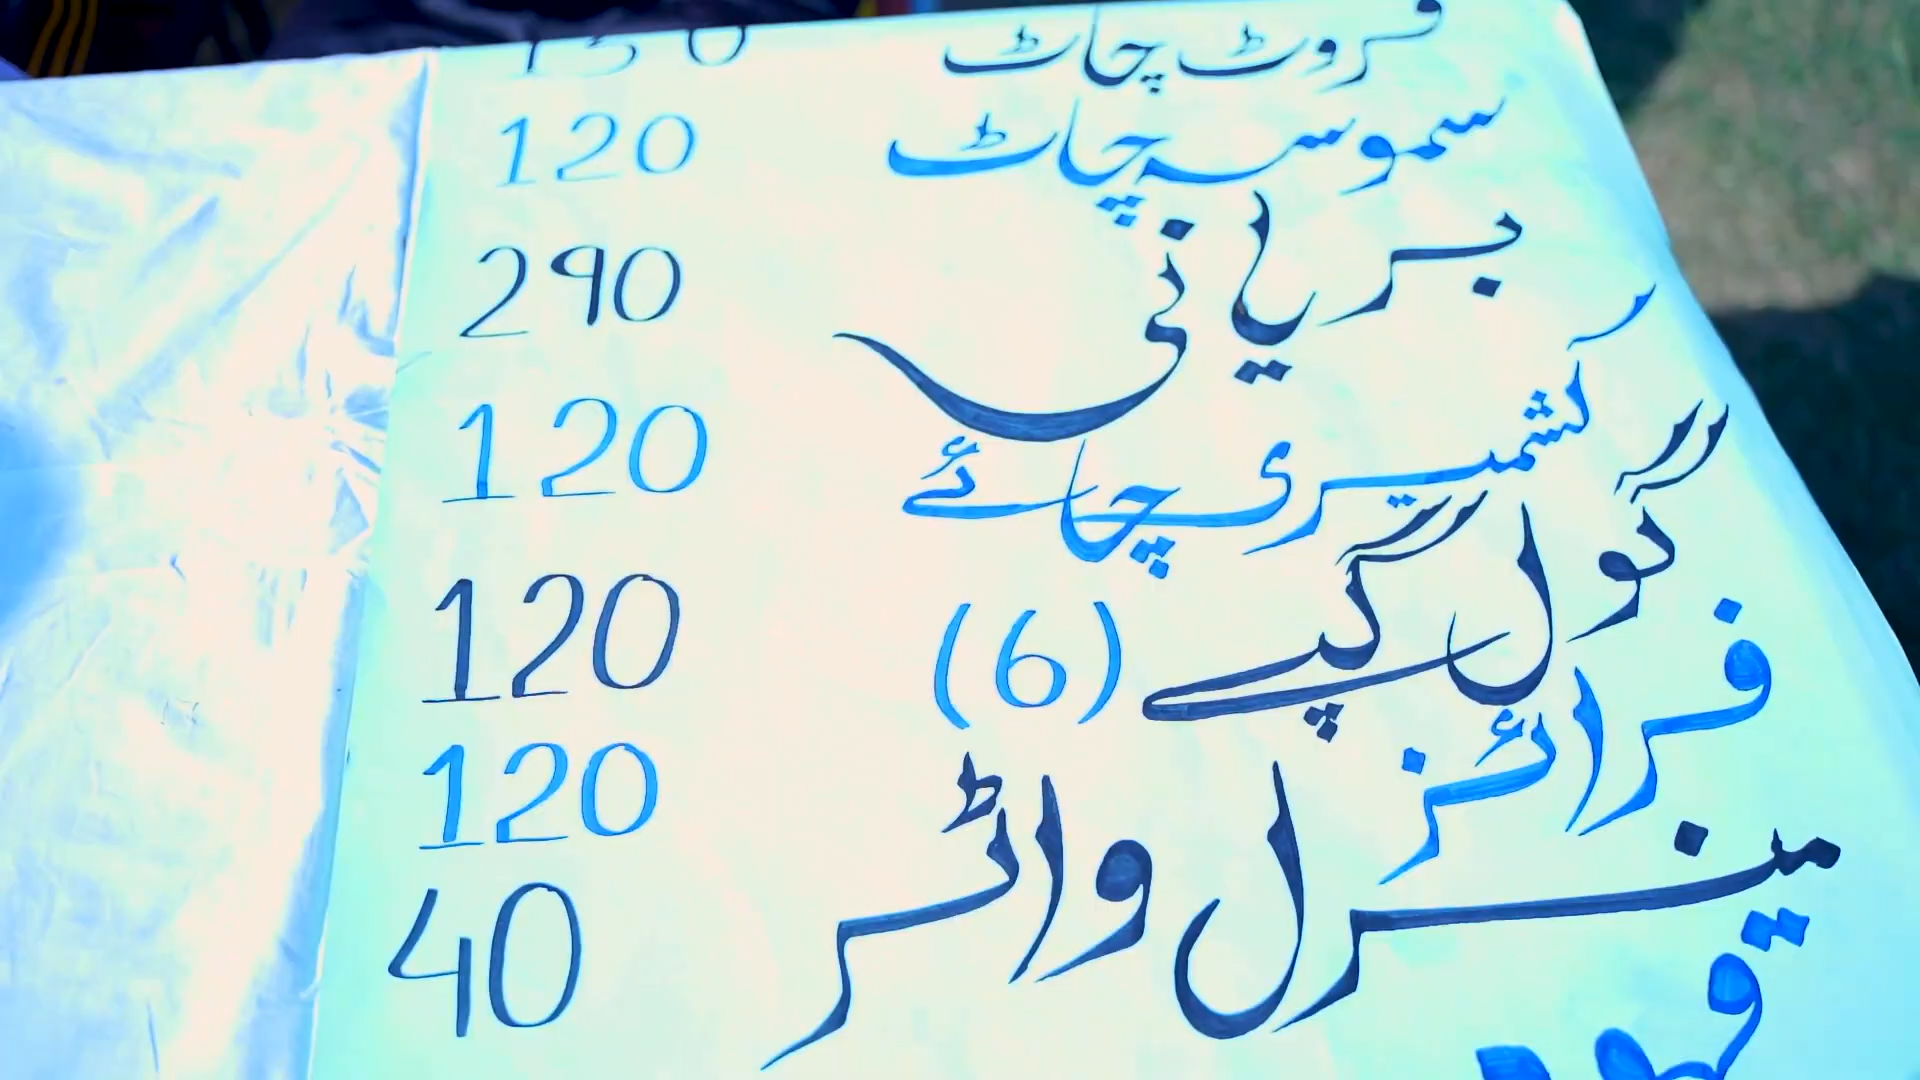 فروٹ چاٹ 150
سموسہ چاٹ 120
بریانی 290
کشمیری چائے 120
گول گپے (6) 120
فرائز 120
منرل واٹر 40